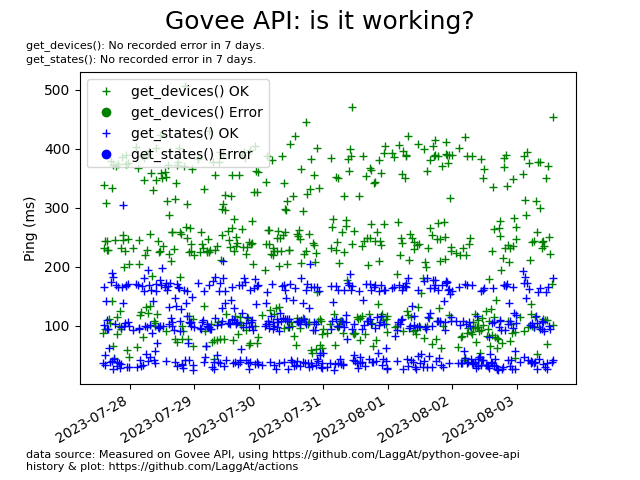 Govee API: is it working?
get_devices(): No recorded error in 7 days.
get_states(): No recorded error in 7 days.
get_devices() OK
get_devices() Error
get_states() OK
get_states() Error
Ping (ms)
500
400
300
200
100
2023-07-28
2023-07-29
2023-07-30
2023-07-31
2023-08-01
2023-08-02
2023-08-03
data source: Measured on Govee API, using https://github.com/LaggAt/python-govee-api
history & plot: https://github.com/LaggAt/actions